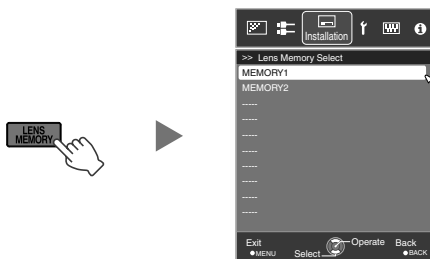 LENS
MEMORY
Installation
>> Lens Memory Select
MEMORY1
MEMORY2
-----
-----
-----
-----
-----
-----
-----
-----
Exit
●MENU
Select
Operate
Back
●BACK